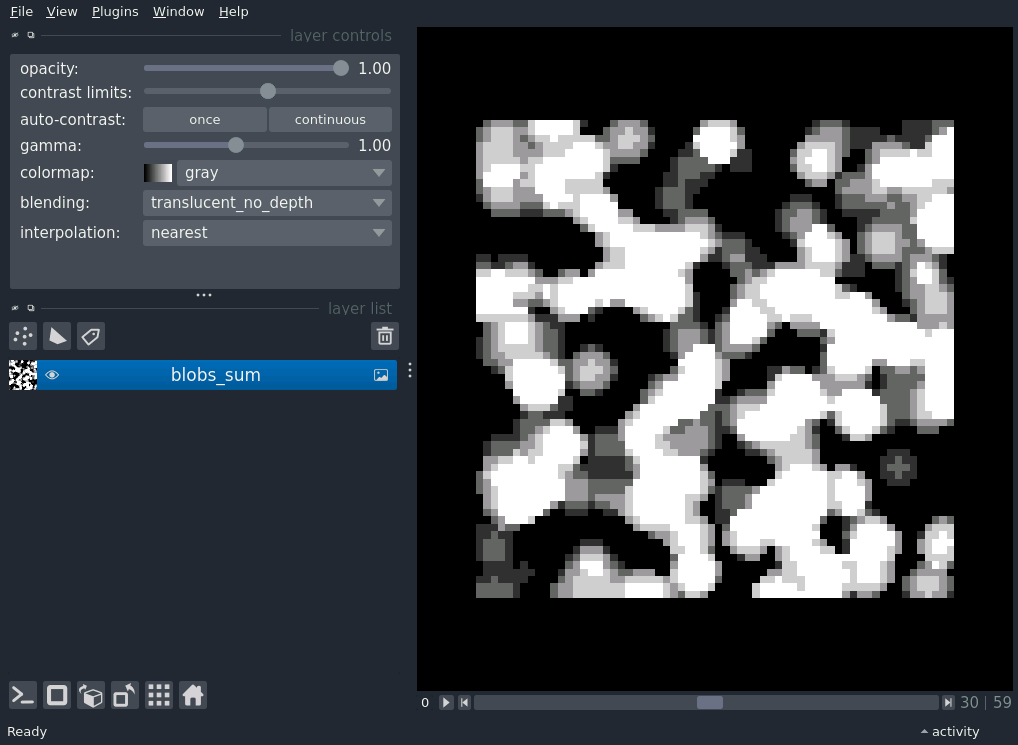 File View Plugins Window Help
layer controls
opacity: 1.00
contrast limits:
auto-contrast: once continuous
gamma: 1.00
colormap: gray
blending: translucent_no_depth
interpolation: nearest
layer list
blobs_sum
0 30 | 59
Ready activity